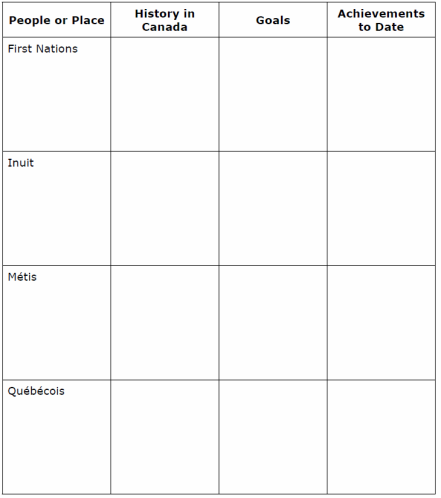 People or Place
History in
Canada
Goals
Achievements
to Date
First Nations
Inuit
Métis
Québécois